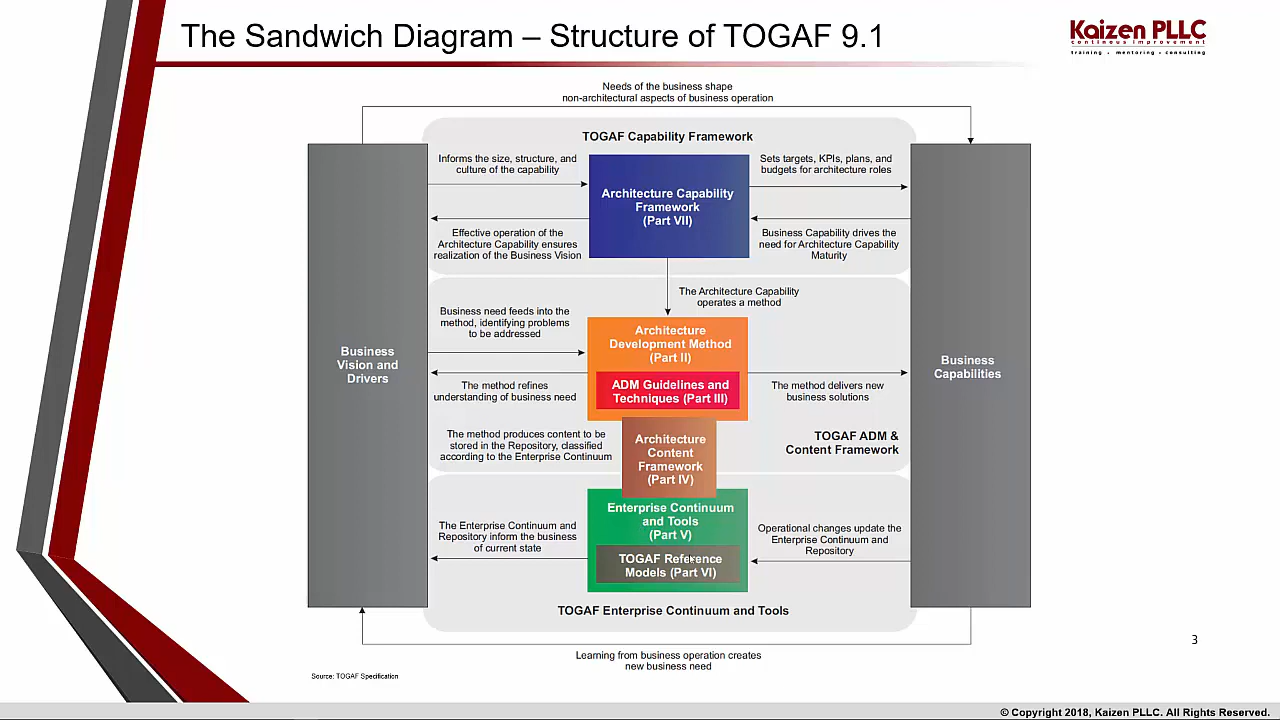 The Sandwich Diagram – Structure of TOGAF 9.1
Kaizen PLLC
continuous improvement
training • mentoring • consulting
Needs of the business shape
non-architectural aspects of business operation
TOGAF Capability Framework
Informs the size, structure, and
culture of the capability
Architecture Capability
Framework
(Part VII)
Sets targets, KPIs, plans, and
budgets for architecture roles
Effective operation of the
Architecture Capability ensures
realization of the Business Vision
Business Capability drives the
need for Architecture Capability
Maturity
The Architecture Capability
operates a method
Business need feeds into the
method, identifying problems
to be addressed
Business
Vision and
Drivers
Architecture
Development Method
(Part II)
Business
Capabilities
ADM Guidelines and
Techniques (Part III)
The method refines
understanding of business need
The method delivers new
business solutions
The method produces content to be
stored in the Repository, classified
according to the Enterprise Continuum
Architecture
Content
Framework
(Part IV)
TOGAF ADM &
Content Framework
Enterprise Continuum
and Tools
(Part V)
The Enterprise Continuum and
Repository inform the business
of current state
Operational changes update the
Enterprise Continuum and
Repository
TOGAF Reference
Models (Part VI)
TOGAF Enterprise Continuum and Tools
Learning from business operation creates
new business need
3
Source: TOGAF Specification
© Copyright 2018, Kaizen PLLC. All Rights Reserved.